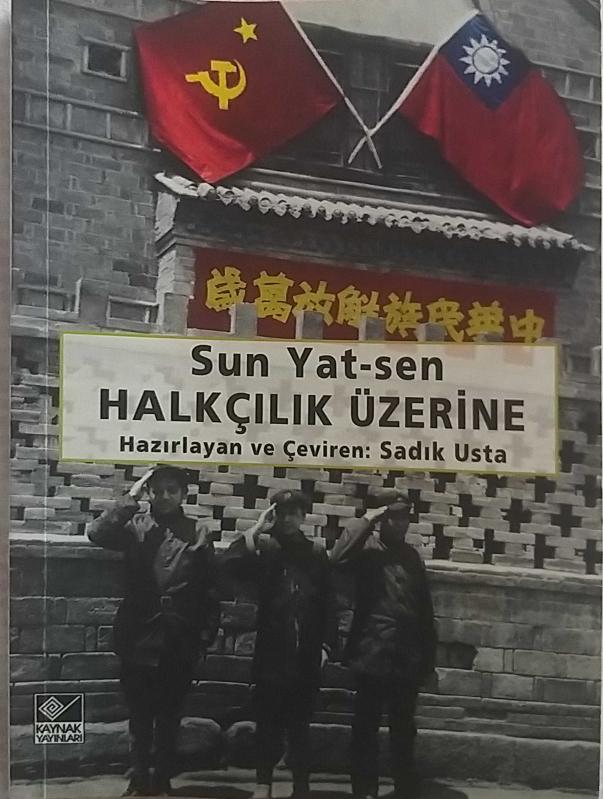 中華民族解放萬歲
Sun Yat-sen
HALKÇILIK ÜZERİNE
Hazırlayan ve Çeviren: Sadık Usta
KAYNAK
YAYINLARI